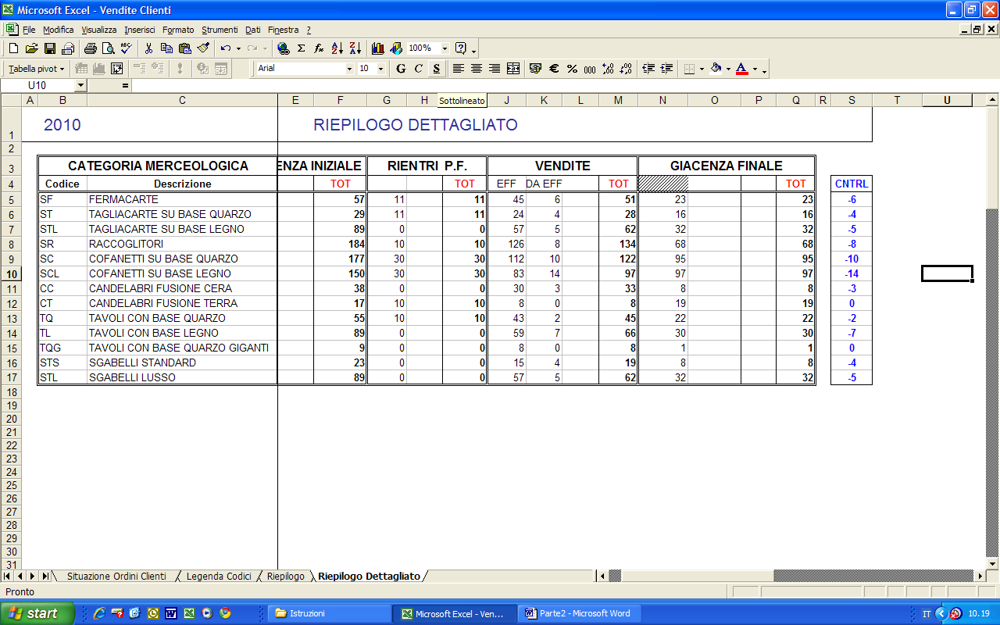 Microsoft Excel - Vendite Clienti
File Modifica Visualizza Inserisci Formato Strumenti Dati Finestra ?
100%
Tabella pivot Arial 10 G C S € % 000
U10 =
A B C E F G H Sottolineato J K L M N O P Q R S T U
1 2010 RIEPILOGO DETTAGLIATO
2
3 CATEGORIA MERCEOLOGICA ENZA INIZIALE RIENTRI P.F. VENDITE GIACENZA FINALE
4 Codice Descrizione TOT TOT EFF DA EFF TOT TOT CNTRL
5 SF FERMACARTE 57 11 11 45 6 51 23 23 -6
6 ST TAGLIACARTE SU BASE QUARZO 29 11 11 24 4 28 16 16 -4
7 STL TAGLIACARTE SU BASE LEGNO 89 0 0 57 5 62 32 32 -5
8 SR RACCOGLITORI 184 10 10 126 8 134 68 68 -8
9 SC COFANETTI SU BASE QUARZO 177 30 30 112 10 122 95 95 -10
10 SCL COFANETTI SU BASE LEGNO 150 30 30 83 14 97 97 97 -14
11 CC CANDELABRI FUSIONE CERA 38 0 0 30 3 33 8 8 -3
12 CT CANDELABRI FUSIONE TERRA 17 10 10 8 0 8 19 19 0
13 TQ TAVOLI CON BASE QUARZO 55 10 10 43 2 45 22 22 -2
14 TL TAVOLI CON BASE LEGNO 89 0 0 59 7 66 30 30 -7
15 TQG TAVOLI CON BASE QUARZO GIGANTI 9 0 0 8 0 8 1 1 0
16 STS SGABELLI STANDARD 23 0 0 15 4 19 8 8 -4
17 STL SGABELLI LUSSO 89 0 0 57 5 62 32 32 -5
18
19
20
21
22
23
24
25
26
27
28
29
30
31
Situazione Ordini Clienti Legenda Codici Riepilogo Riepilogo Dettagliato
Pronto
start Istruzioni Microsoft Excel - Ven... Parte2 - Microsoft Word IT 10.19